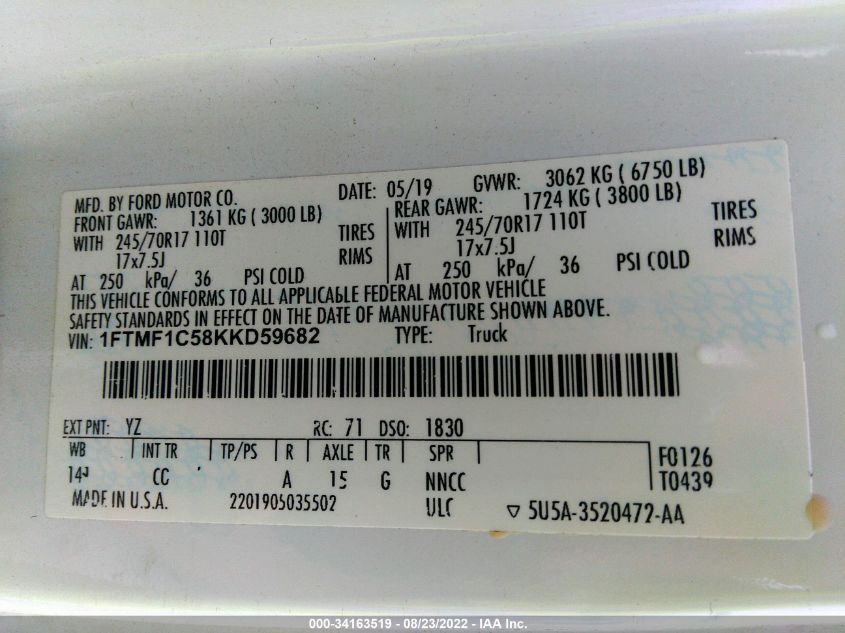 MFD. BY FORD MOTOR CO. DATE: 05/19 GVWR: 3062 KG ( 6750 LB)
FRONT GAWR: 1361 KG ( 3000 LB) REAR GAWR: 1724 KG ( 3800 LB)
WITH 245/70R17 110T TIRES WITH 245/70R17 110T TIRES
17x7.5J RIMS 17x7.5J RIMS
AT 250 kPa/ 36 PSI COLD AT 250 kPa/ 36 PSI COLD
THIS VEHICLE CONFORMS TO ALL APPLICABLE FEDERAL MOTOR VEHICLE
SAFETY STANDARDS IN EFFECT ON THE DATE OF MANUFACTURE SHOWN ABOVE.
VIN: 1FTMF1C58KKD59682 TYPE: Truck
EXT PNT: YZ RC: 71 DSO: 1830
WB INT TR TP/PS R AXLE TR SPR F0126
CC A 15 G NNCC T0439
MADE IN U.S.A. 2201905035502 ULC 5U5A-3520472-AA
000-34163519 / 08/23/2022 - IAA Inc.